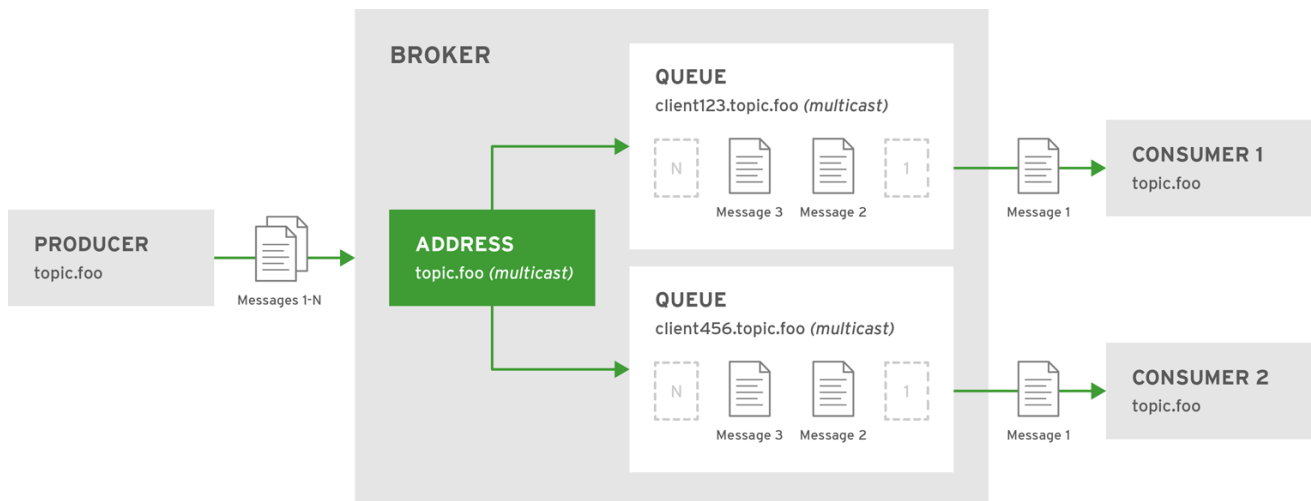 BROKER
PRODUCER
topic.foo
Messages 1-N
ADDRESS
topic.foo (multicast)
QUEUE
client123.topic.foo (multicast)
N
1
Message 3
Message 2
Message 1
CONSUMER 1
topic.foo
QUEUE
client456.topic.foo (multicast)
N
1
Message 3
Message 2
Message 1
CONSUMER 2
topic.foo